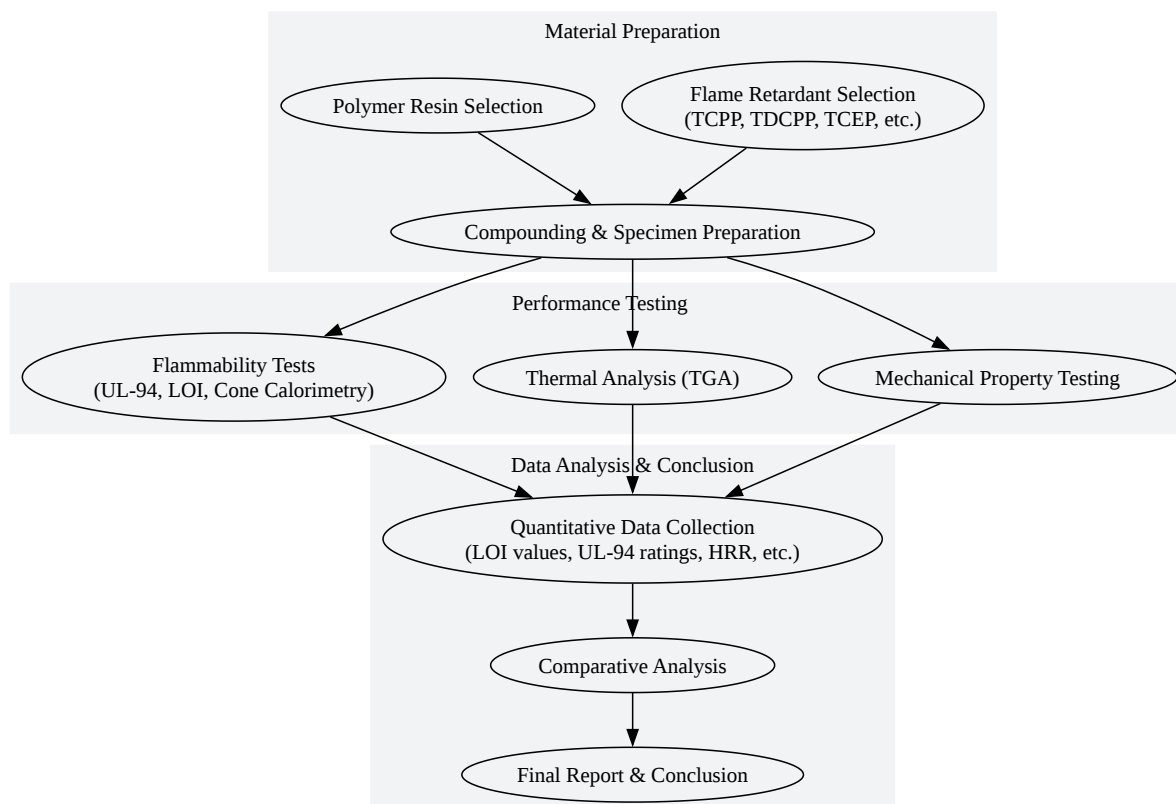 Material Preparation
Polymer Resin Selection
Flame Retardant Selection
(TCPP, TDCPP, TCEP, etc.)
Compounding & Specimen Preparation
Performance Testing
Flammability Tests
(UL-94, LOI, Cone Calorimetry)
Thermal Analysis (TGA)
Mechanical Property Testing
Data Analysis & Conclusion
Quantitative Data Collection
(LOI values, UL-94 ratings, HRR, etc.)
Comparative Analysis
Final Report & Conclusion